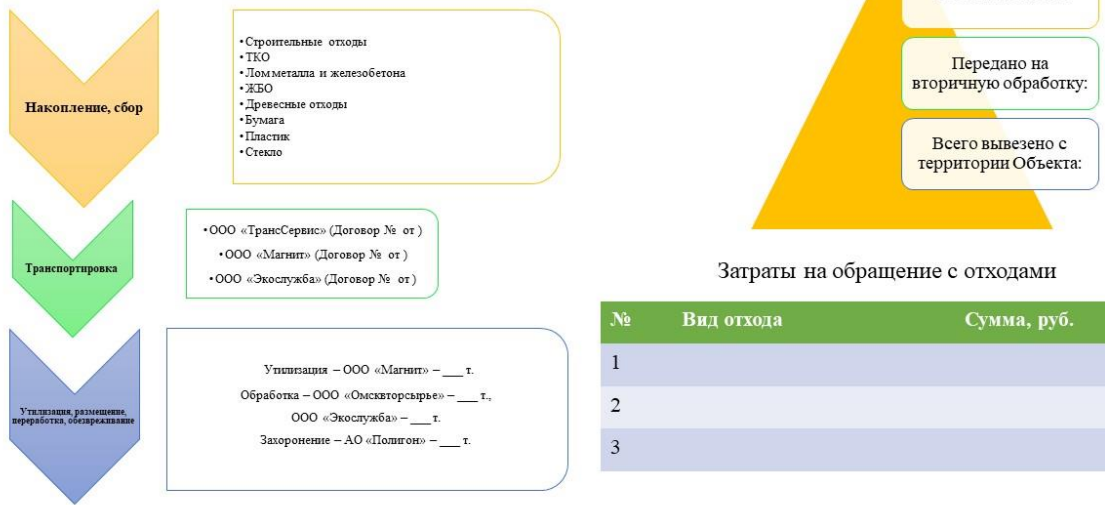 Накопление, сбор
•Строительные отходы
•ТКО
•Лом металла и железобетона
•ЖБО
•Древесные отходы
•Бумага
•Пластик
•Стекло
Транспортировка
•ООО «ТрансСервис» (Договор № от )
•ООО «Магнит» (Договор № от )
•ООО «Экослужба» (Договор № от )
Утилизация, размещение,
переработка, обезвреживание
Утилизация – ООО «Магнит» – ___ т.
Обработка – ООО «Омсквторсырье» – ___ т.,
ООО «Экослужба» – ___ т.
Захоронение – АО «Полигон» – ___ т.
Передано на
вторичную обработку:
Всего вывезено с
территории Объекта:
Затраты на обращение с отходами
№ Вид отхода Сумма, руб.
1
2
3